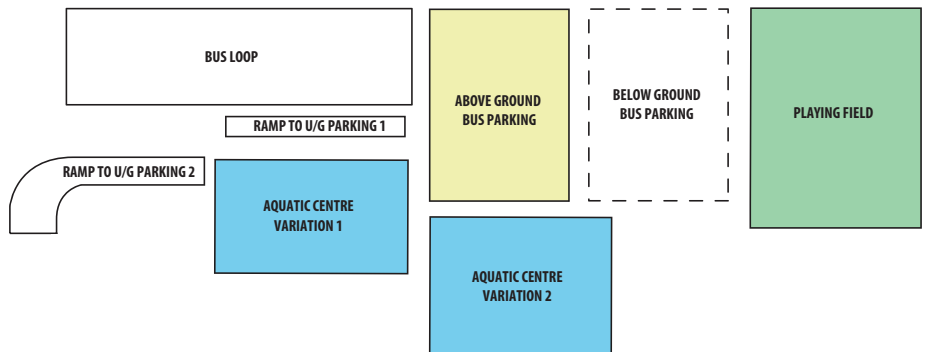 BUS LOOP
ABOVE GROUND
BUS PARKING
BELOW GROUND
BUS PARKING
PLAYING FIELD
RAMP TO U/G PARKING 1
RAMP TO U/G PARKING 2
AQUATIC CENTRE
VARIATION 1
AQUATIC CENTRE
VARIATION 2